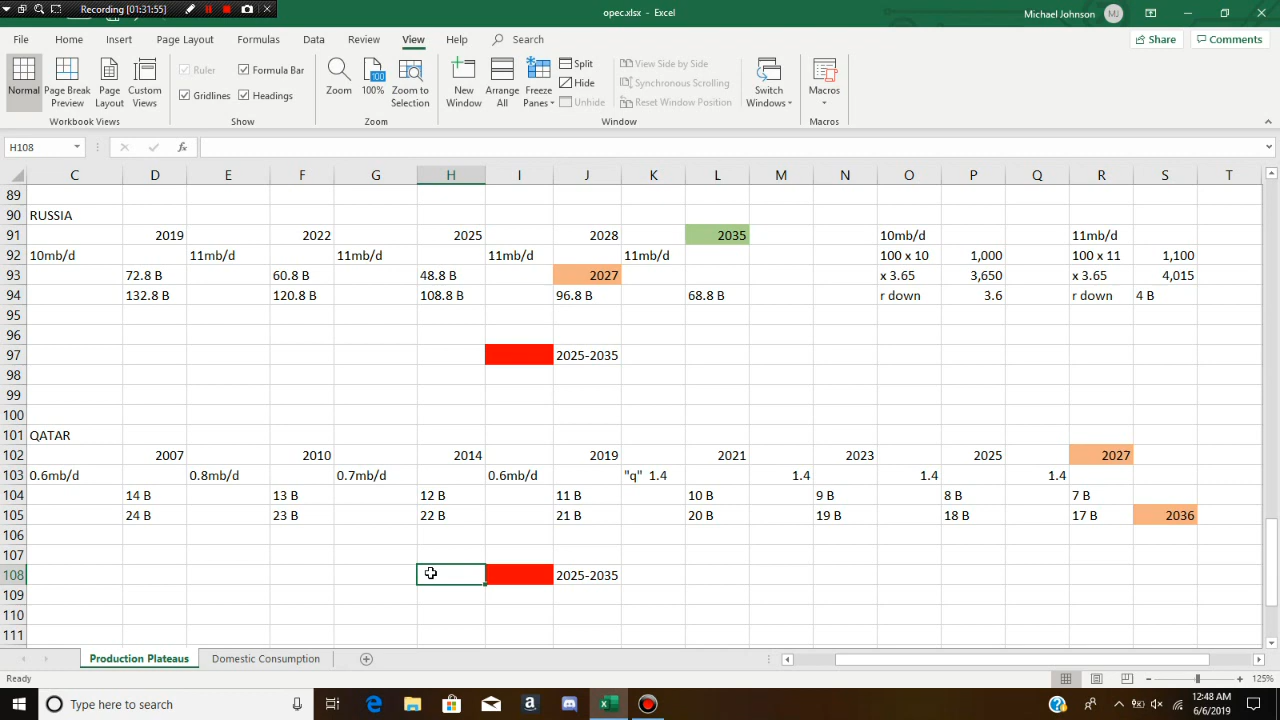 Recording [01:31:55]
opec.xlsx - Excel
Michael Johnson MJ
File Home Insert Page Layout Formulas Data Review View Help Search Share Comments
Normal Page Break Preview Page Layout Custom Views
Ruler Formula Bar
Gridlines Headings
Zoom 100% Zoom to Selection
New Window Arrange All Freeze Panes
Split View Side by Side
Hide Synchronous Scrolling
Unhide Reset Window Position
Switch Windows Macros
Workbook Views Show Zoom Window Macros
H108
C D E F G H I J K L M N O P Q R S T
89
90 RUSSIA
91 2019 2022 2025 2028 2035 10mb/d 11mb/d
92 10mb/d 11mb/d 11mb/d 11mb/d 11mb/d 100 x 10 1,000 100 x 11 1,100
93 72.8 B 60.8 B 48.8 B 2027 x 3.65 3,650 x 3.65 4,015
94 132.8 B 120.8 B 108.8 B 96.8 B 68.8 B r down 3.6 r down 4 B
95
96
97 2025-2035
98
99
100
101 QATAR
102 2007 2010 2014 2019 2021 2023 2025 2027
103 0.6mb/d 0.8mb/d 0.7mb/d 0.6mb/d "q" 1.4 1.4 1.4 1.4
104 14 B 13 B 12 B 11 B 10 B 9 B 8 B 7 B
105 24 B 23 B 22 B 21 B 20 B 19 B 18 B 17 B 2036
106
107
108 2025-2035
109
110
111
Production Plateaus Domestic Consumption
Ready 125%
Type here to search
12:48 AM
6/6/2019